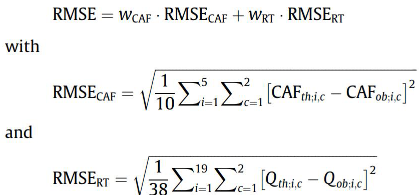 RMSE = w_CAF · RMSE_CAF + w_RT · RMSE_RT
with
RMSE_CAF = √(1/10 ∑_{i=1}^{5} ∑_{c=1}^{2} [CAF_{th;i,c} − CAF_{ob;i,c}]^2)
and
RMSE_RT = √(1/38 ∑_{i=1}^{19} ∑_{c=1}^{2} [Q_{th;i,c} − Q_{ob;i,c}]^2)